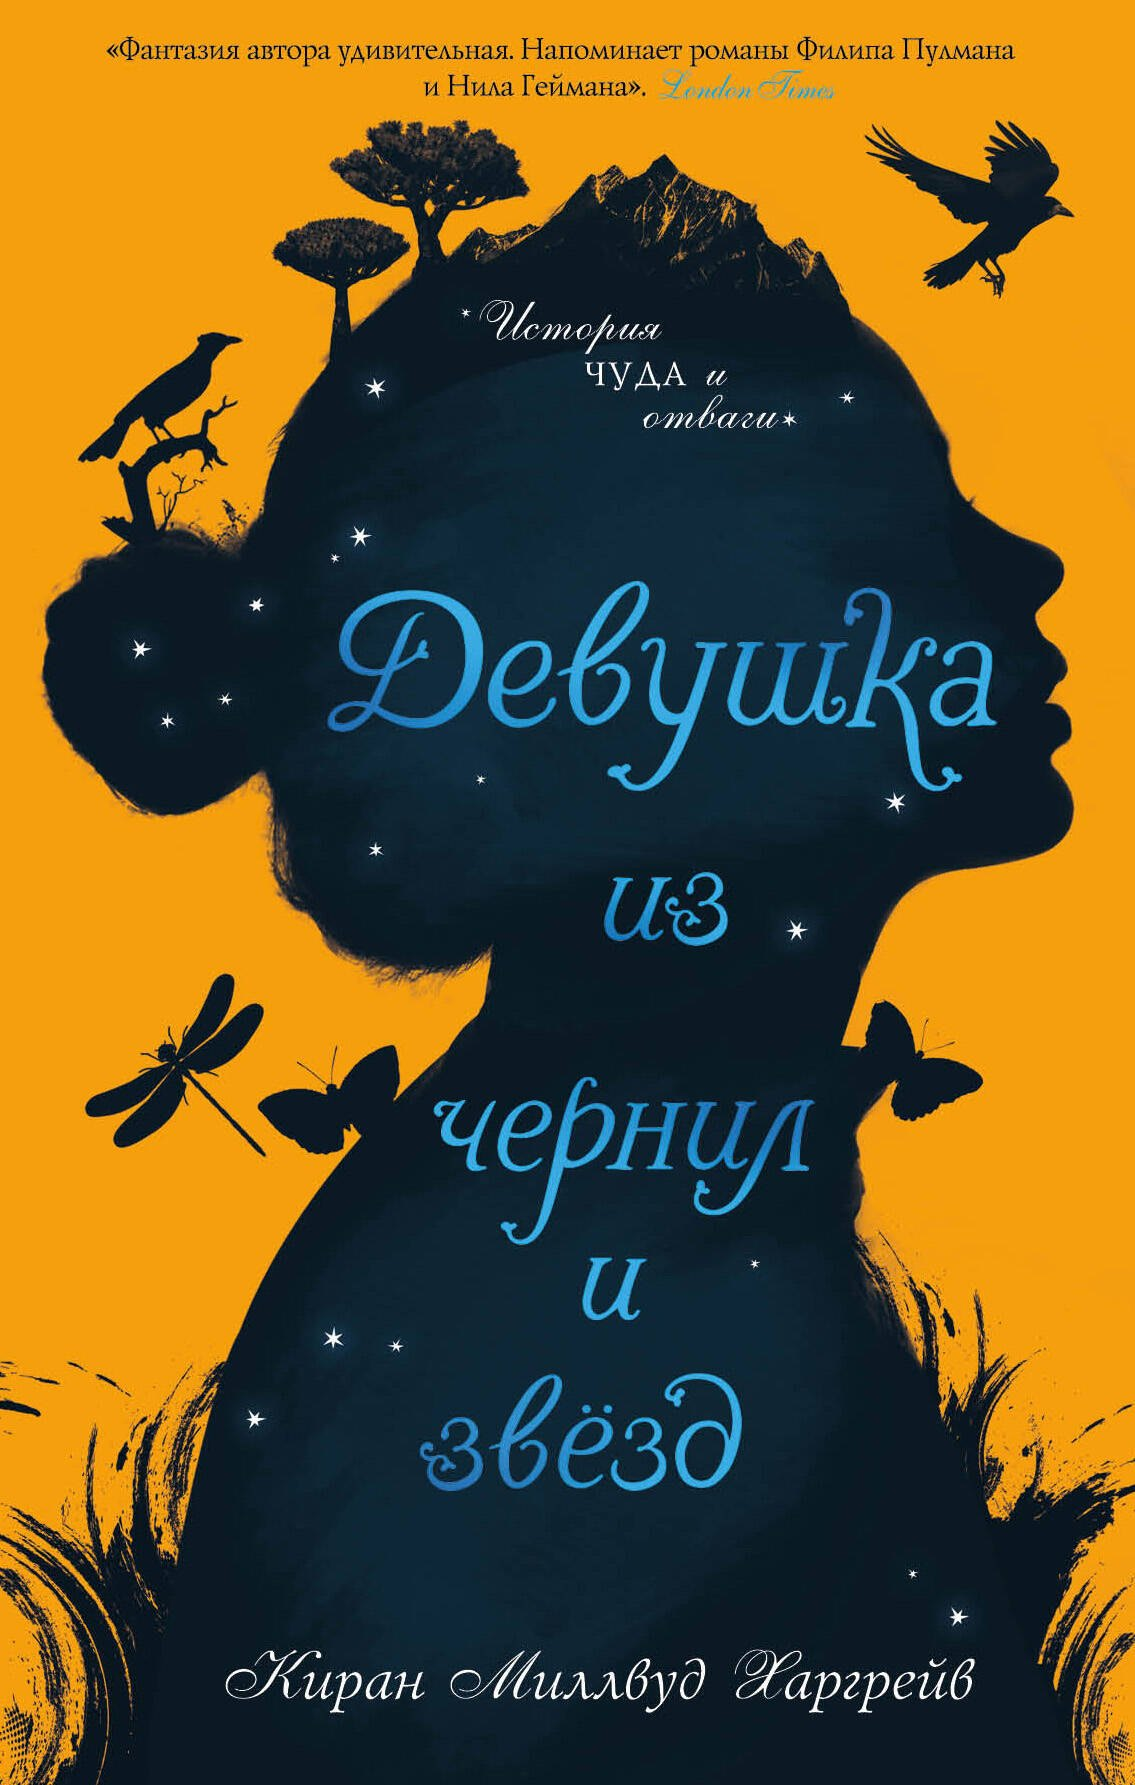 «Фантазия автора удивительная. Напоминает романы Филипа Пулмана
и Нила Геймана». London Times
История
ЧУДА и
отваги
Девушка
из
чернил
и
звёзд
Киран Миллвуд Харгрейв